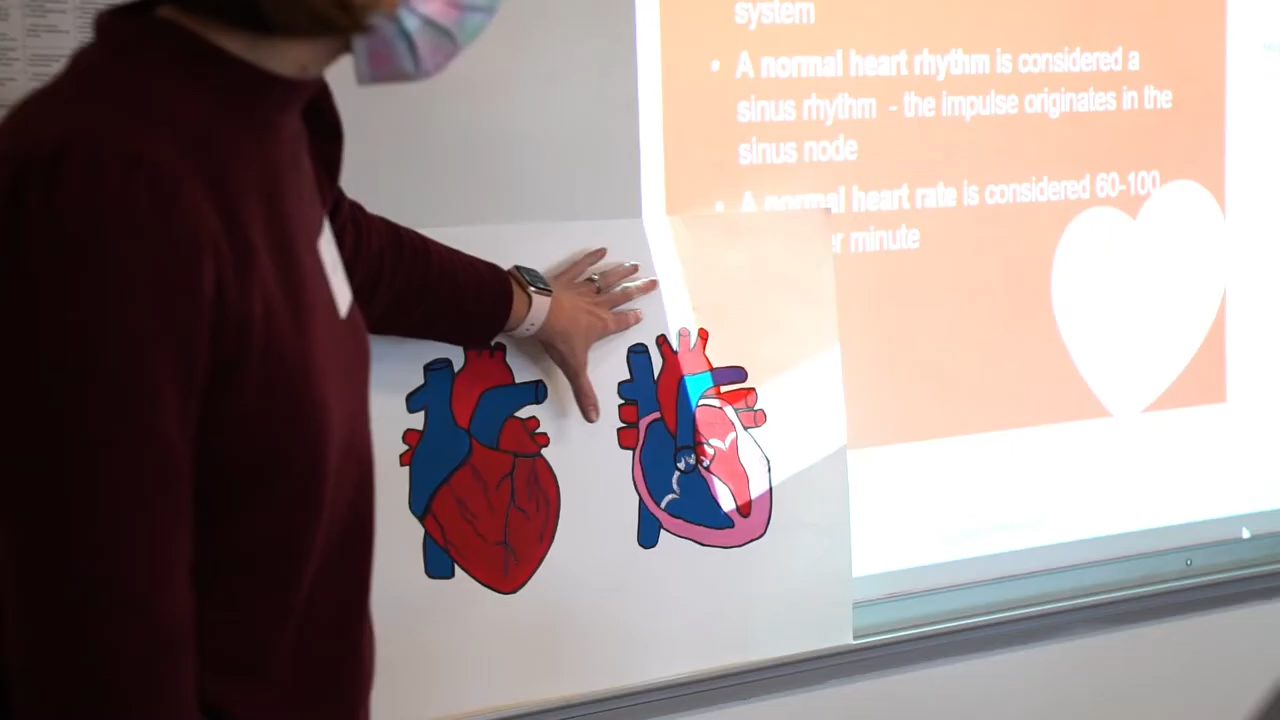 system
• A normal heart rhythm is considered a
sinus rhythm - the impulse originates in the
sinus node
• A normal heart rate is considered 60-100
minute